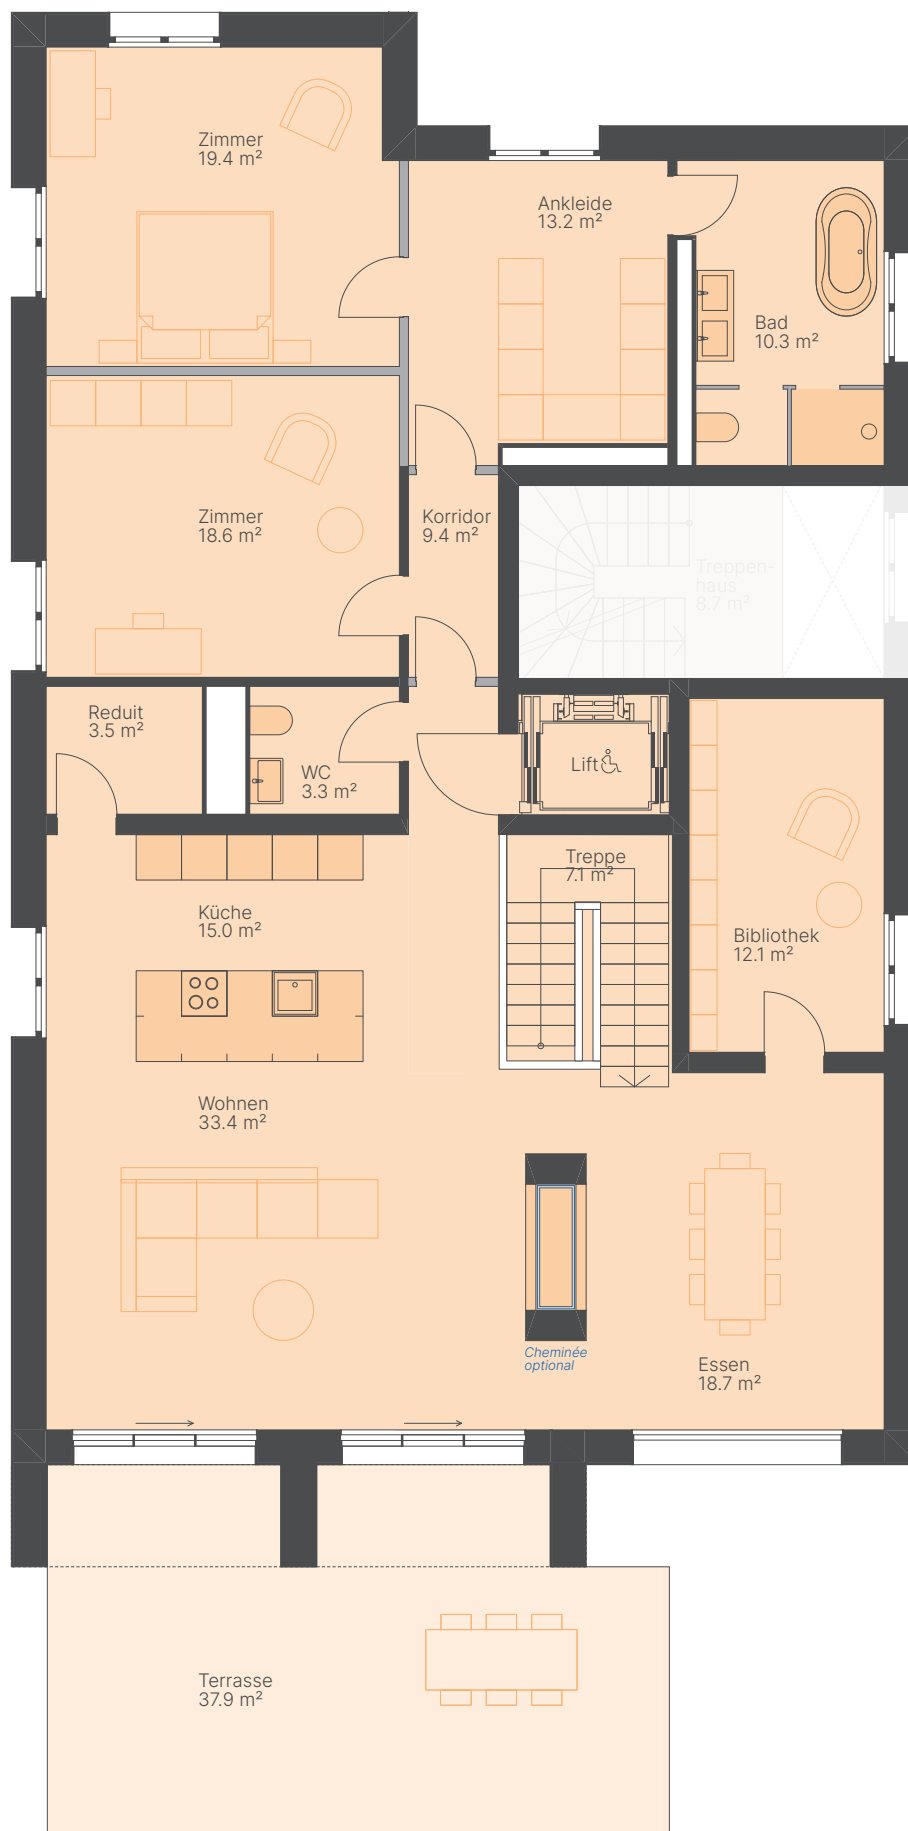 Zimmer
19.4 m²
Ankleide
13.2 m²
Bad
10.3 m²
Zimmer
18.6 m²
Korridor
9.4 m²
Treppen-
haus
8.7 m²
Reduit
3.5 m²
WC
3.3 m²
Lift
Treppe
7.1 m²
Küche
15.0 m²
Bibliothek
12.1 m²
Wohnen
33.4 m²
Cheminée
optional
Essen
18.7 m²
Terrasse
37.9 m²